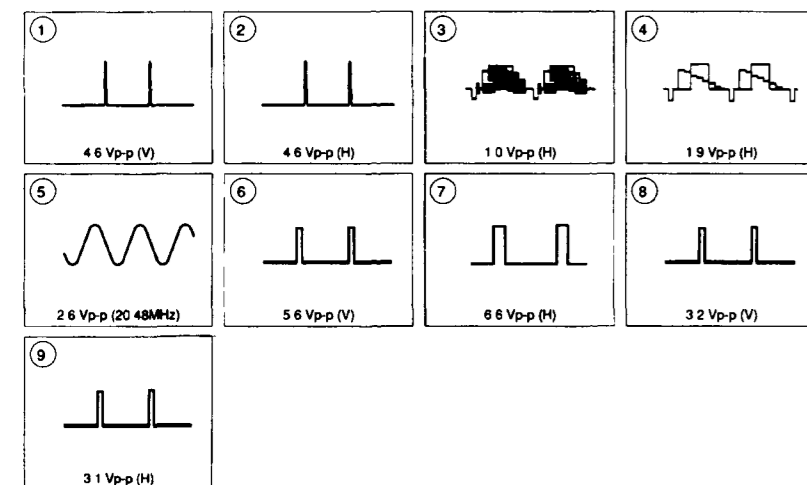 1
2
3
4
4 6 Vp-p (V)
4 6 Vp-p (H)
1 0 Vp-p (H)
1 9 Vp-p (H)
5
6
7
8
2 6 Vp-p (20 48MHz)
5 6 Vp-p (V)
6 6 Vp-p (H)
3 2 Vp-p (V)
9
3 1 Vp-p (H)